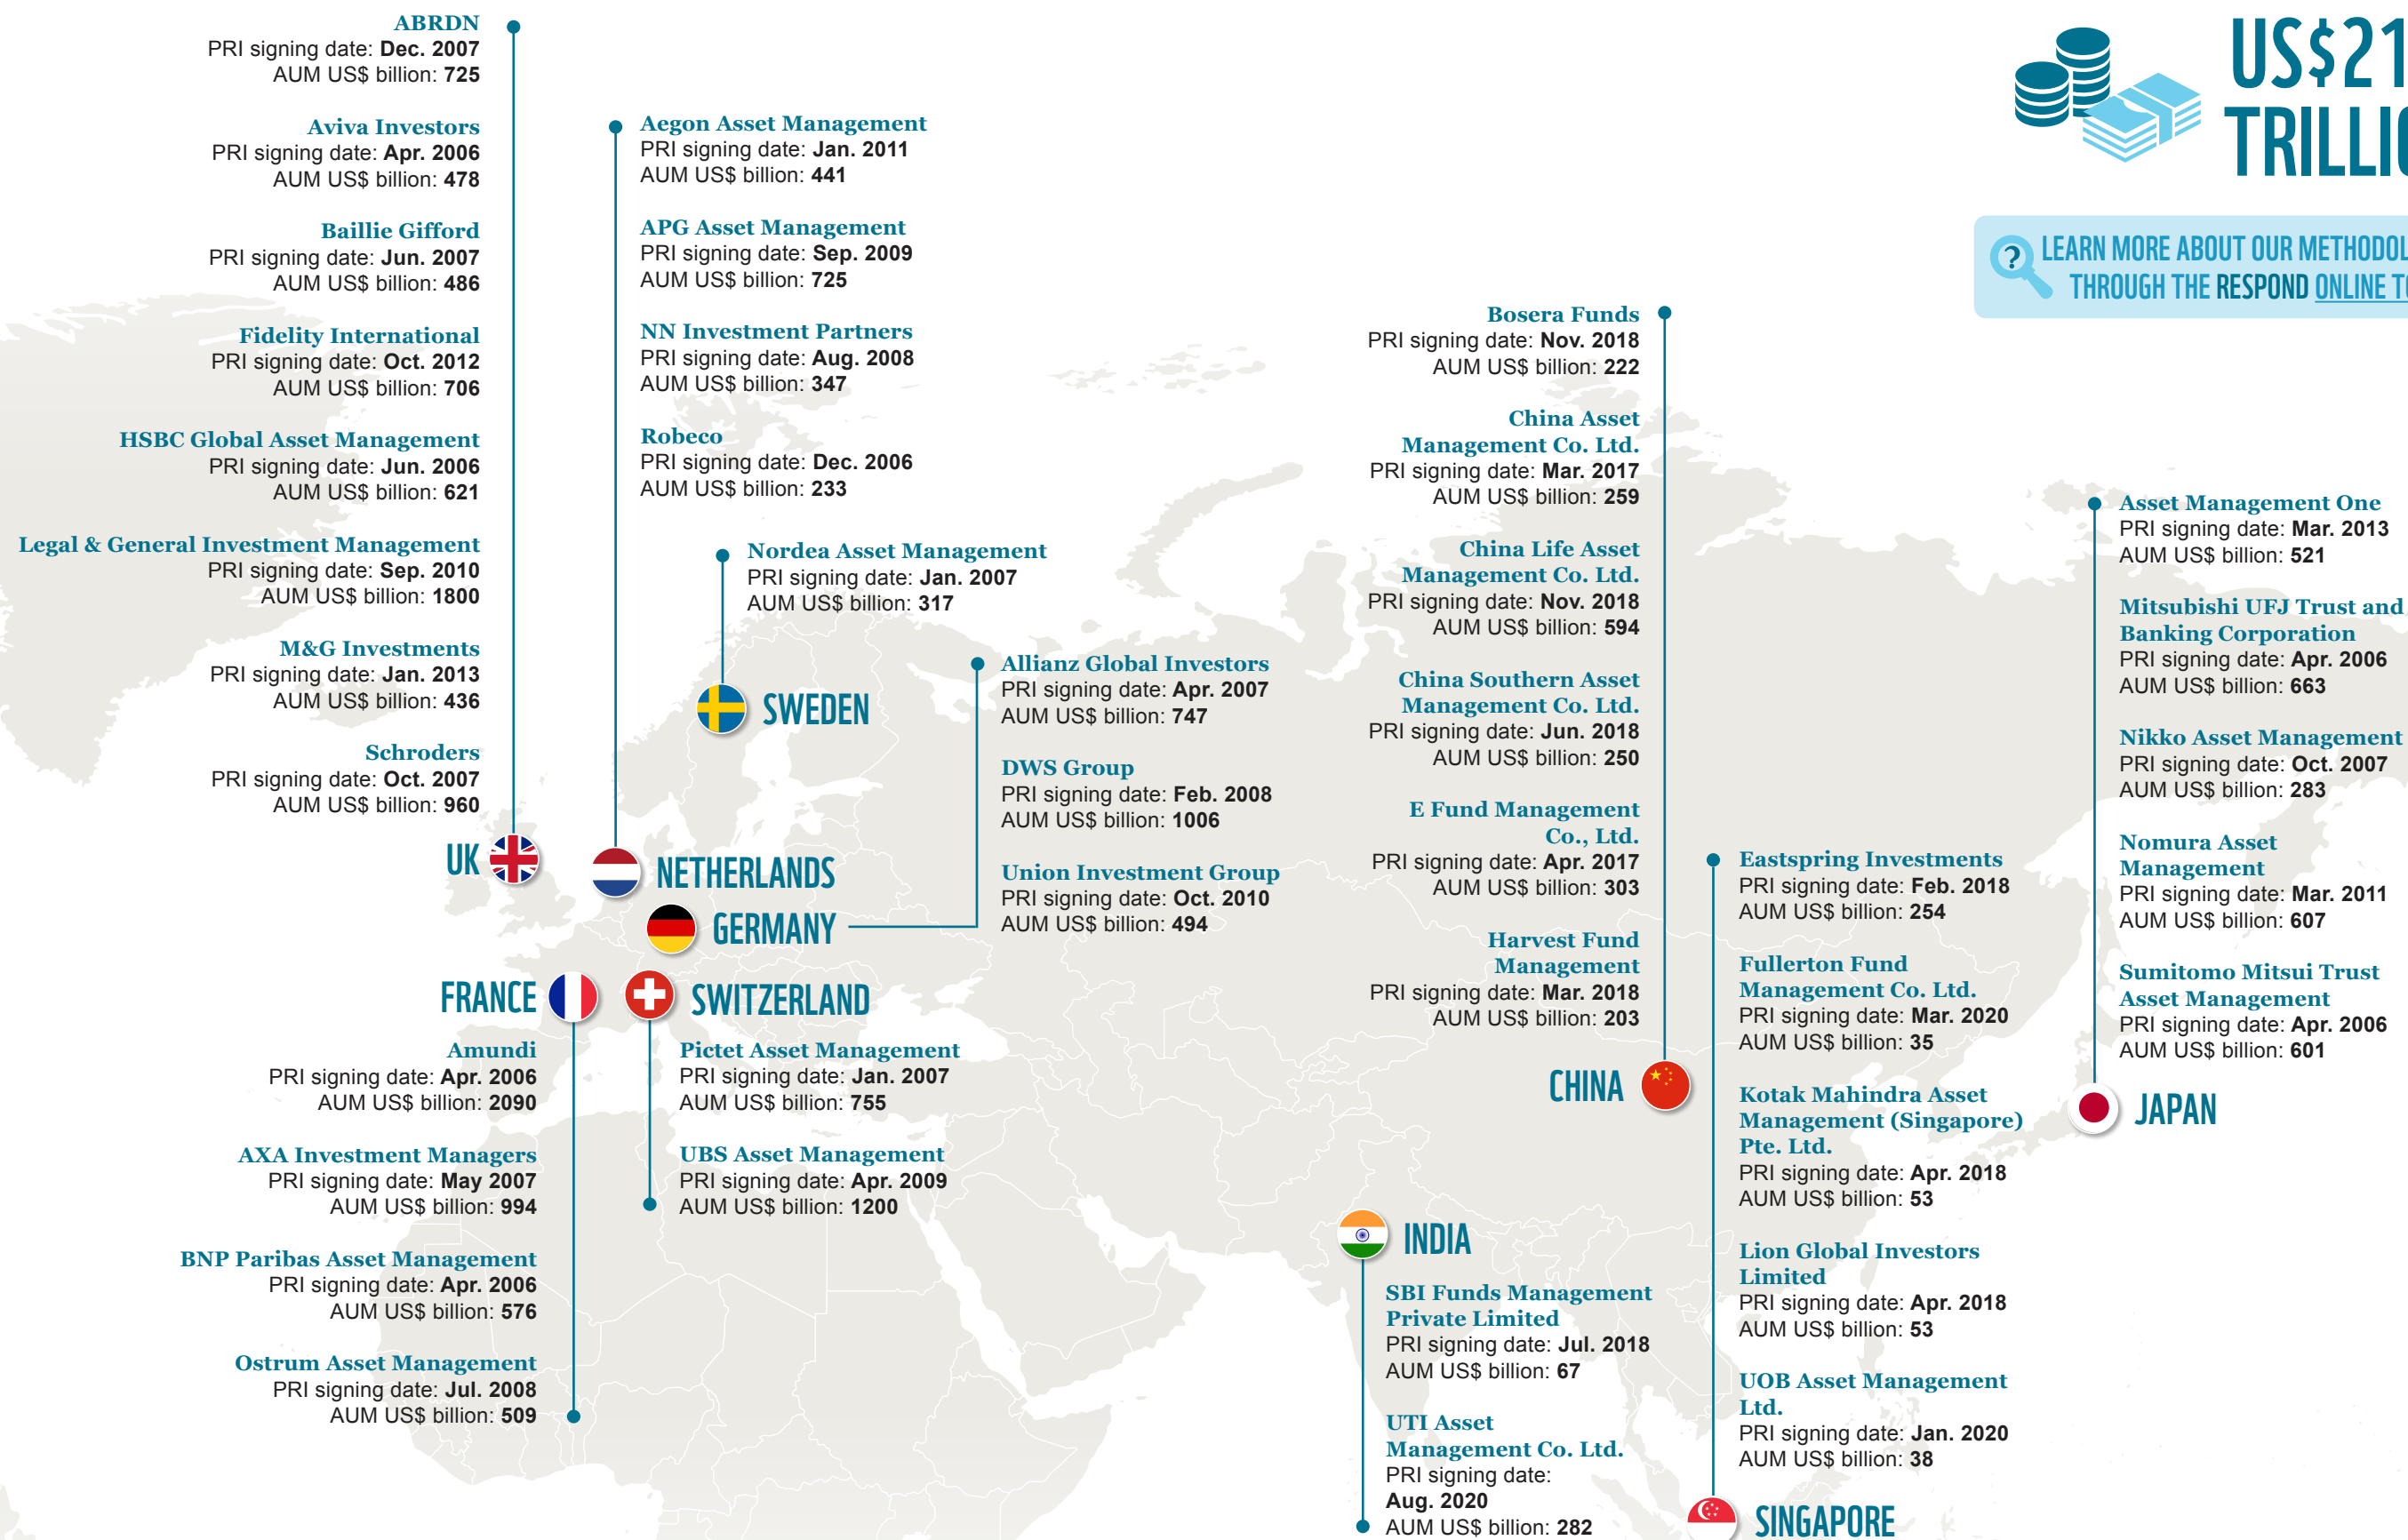 ABRDN
PRI signing date: Dec. 2007
AUM US$ billion: 725
Aviva Investors
PRI signing date: Apr. 2006
AUM US$ billion: 478
Baillie Gifford
PRI signing date: Jun. 2007
AUM US$ billion: 486
Fidelity International
PRI signing date: Oct. 2012
AUM US$ billion: 706
HSBC Global Asset Management
PRI signing date: Jun. 2006
AUM US$ billion: 621
Legal & General Investment Management
PRI signing date: Sep. 2010
AUM US$ billion: 1800
M&G Investments
PRI signing date: Jan. 2013
AUM US$ billion: 436
Schroders
PRI signing date: Oct. 2007
AUM US$ billion: 960
UK
Aegon Asset Management
PRI signing date: Jan. 2011
AUM US$ billion: 441
APG Asset Management
PRI signing date: Sep. 2009
AUM US$ billion: 725
NN Investment Partners
PRI signing date: Aug. 2008
AUM US$ billion: 347
Robeco
PRI signing date: Dec. 2006
AUM US$ billion: 233
NETHERLANDS
Nordea Asset Management
PRI signing date: Jan. 2007
AUM US$ billion: 317
SWEDEN
Allianz Global Investors
PRI signing date: Apr. 2007
AUM US$ billion: 747
DWS Group
PRI signing date: Feb. 2008
AUM US$ billion: 1006
Union Investment Group
PRI signing date: Oct. 2010
AUM US$ billion: 494
GERMANY
FRANCE
Amundi
PRI signing date: Apr. 2006
AUM US$ billion: 2090
AXA Investment Managers
PRI signing date: May 2007
AUM US$ billion: 994
BNP Paribas Asset Management
PRI signing date: Apr. 2006
AUM US$ billion: 576
Ostrum Asset Management
PRI signing date: Jul. 2008
AUM US$ billion: 509
SWITZERLAND
Pictet Asset Management
PRI signing date: Jan. 2007
AUM US$ billion: 755
UBS Asset Management
PRI signing date: Apr. 2009
AUM US$ billion: 1200
US$21
TRILLIO
? LEARN MORE ABOUT OUR METHODOL
THROUGH THE RESPOND ONLINE TO
Bosera Funds
PRI signing date: Nov. 2018
AUM US$ billion: 222
China Asset
Management Co. Ltd.
PRI signing date: Mar. 2017
AUM US$ billion: 259
China Life Asset
Management Co. Ltd.
PRI signing date: Nov. 2018
AUM US$ billion: 594
China Southern Asset
Management Co. Ltd.
PRI signing date: Jun. 2018
AUM US$ billion: 250
E Fund Management
Co., Ltd.
PRI signing date: Apr. 2017
AUM US$ billion: 303
Harvest Fund
Management
PRI signing date: Mar. 2018
AUM US$ billion: 203
CHINA
INDIA
SBI Funds Management
Private Limited
PRI signing date: Jul. 2018
AUM US$ billion: 67
UTI Asset
Management Co. Ltd.
PRI signing date:
Aug. 2020
AUM US$ billion: 282
Eastspring Investments
PRI signing date: Feb. 2018
AUM US$ billion: 254
Fullerton Fund
Management Co. Ltd.
PRI signing date: Mar. 2020
AUM US$ billion: 35
Kotak Mahindra Asset
Management (Singapore)
Pte. Ltd.
PRI signing date: Apr. 2018
AUM US$ billion: 53
Lion Global Investors
Limited
PRI signing date: Apr. 2018
AUM US$ billion: 53
UOB Asset Management
Ltd.
PRI signing date: Jan. 2020
AUM US$ billion: 38
SINGAPORE
Asset Management One
PRI signing date: Mar. 2013
AUM US$ billion: 521
Mitsubishi UFJ Trust and
Banking Corporation
PRI signing date: Apr. 2006
AUM US$ billion: 663
Nikko Asset Management
PRI signing date: Oct. 2007
AUM US$ billion: 283
Nomura Asset
Management
PRI signing date: Mar. 2011
AUM US$ billion: 607
Sumitomo Mitsui Trust
Asset Management
PRI signing date: Apr. 2006
AUM US$ billion: 601
JAPAN